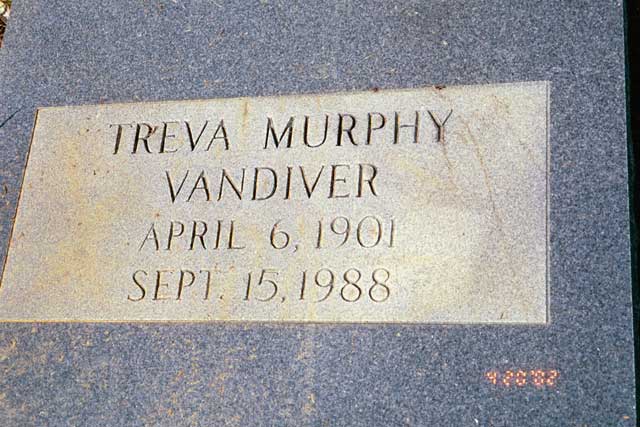 TREVA MURPHY
VANDIVER
APRIL 6, 1901
SEPT. 15, 1988
4 20 '02